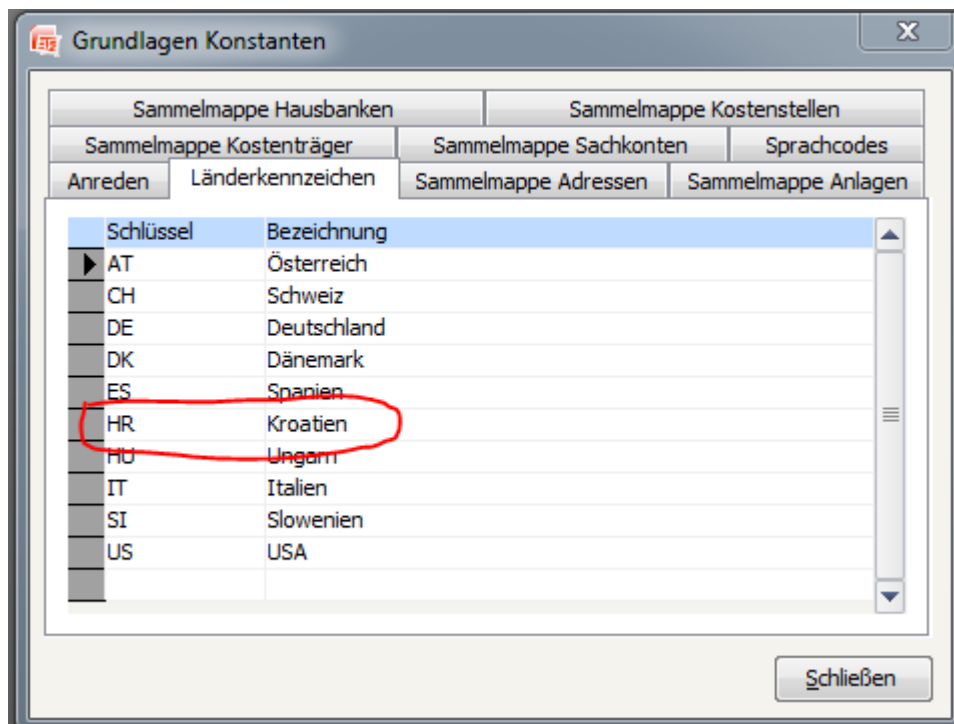 Grundlagen Konstanten
Sammelmappe Hausbanken Sammelmappe Kostenstellen
Sammelmappe Kostenträger Sammelmappe Sachkonten Sprachcodes
Anreden Länderkennzeichen Sammelmappe Adressen Sammelmappe Anlagen
Schlüssel Bezeichnung
AT Österreich
CH Schweiz
DE Deutschland
DK Dänemark
ES Spanien
HR Kroatien
HU Ungarn
IT Italien
SI Slowenien
US USA
Schließen